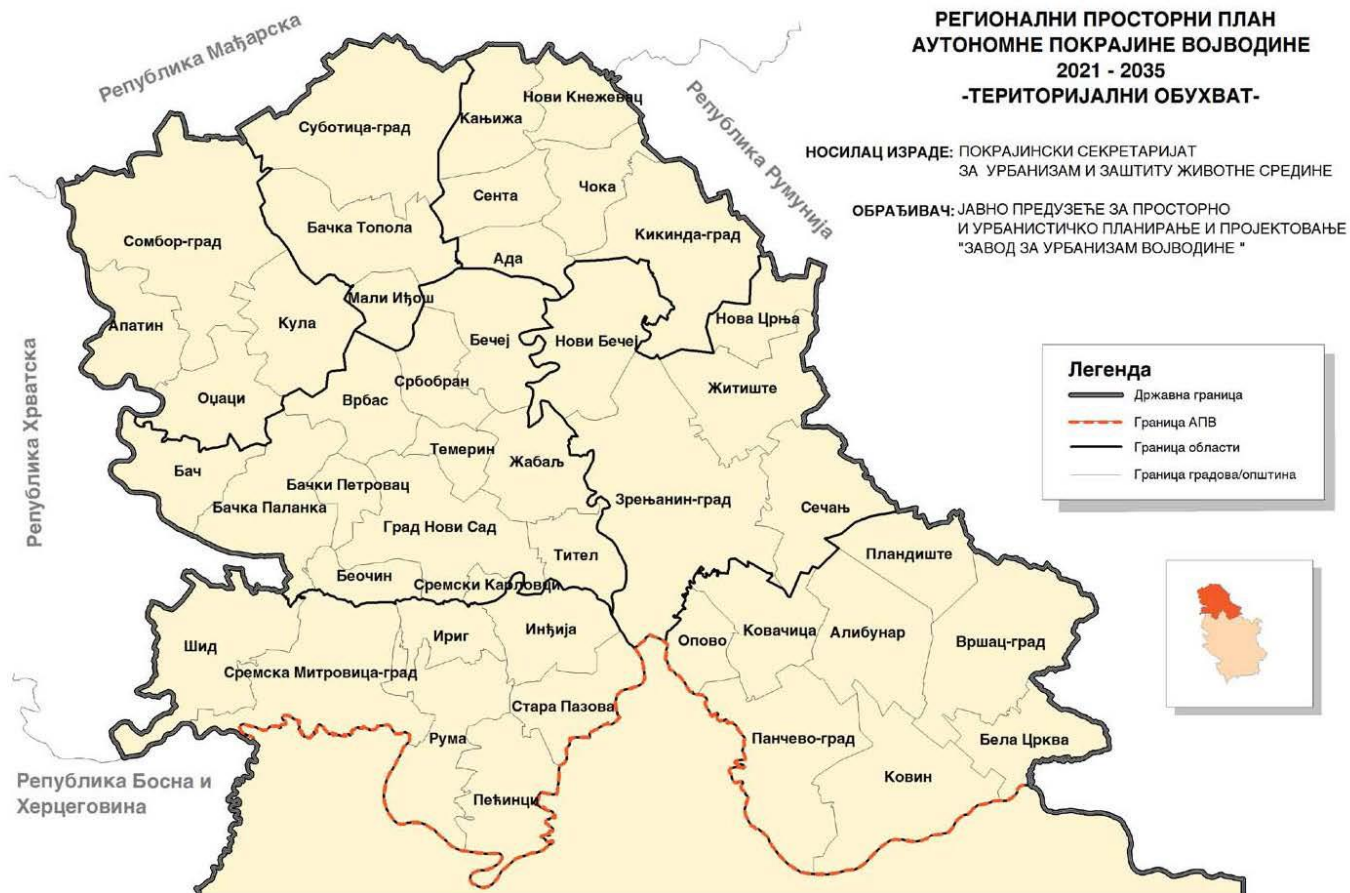 РЕГИОНАЛНИ ПРОСТОРНИ ПЛАН
АУТОНОМНЕ ПОКРАЈИНЕ ВОЈВОДИНЕ
2021 - 2035
-ТЕРИТОРИЈАЛНИ ОБУХВАТ-
НОСИЛАЦ ИЗРАДЕ: ПОКРАЈИНСКИ СЕКРЕТАРИЈАТ
ЗА УРБАНИЗАМ И ЗАШТИТУ ЖИВОТНЕ СРЕДИНЕ
ОБРАЂИВАЧ: ЈАВНО ПРЕДУЗЕЋЕ ЗА ПРОСТОРНО
И УРБАНИСТИЧКО ПЛАНИРАЊЕ И ПРОЈЕКТОВАЊЕ
"ЗАВОД ЗА УРБАНИЗАМ ВОЈВОДИНЕ "
Република Мађарска
Република Румунија
Република Хрватска
Република Босна и
Херцеговина
Нови Кнежевац
Кањижа
Суботица-град
Чока
Сента
Бачка Топола
Кикинда-град
Сомбор-град
Ада
Мали Иђош
Нова Црња
Апатин
Кула
Бечеј
Нови Бечеј
Србобран
Житиште
Оџаци
Врбас
Темерин
Жабаљ
Бач
Бачки Петровац
Зрењанин-град
Сечањ
Бачка Паланка
Град Нови Сад
Тител
Пландиште
Беочин
Сремски Карловци
Шид
Ириг
Инђија
Опово
Ковачица
Алибунар
Вршац-град
Сремска Митровица-град
Стара Пазова
Рума
Панчево-град
Бела Црква
Ковин
Пећинци
Легенда
Државна граница
Граница АПВ
Граница области
Граница градова/општина